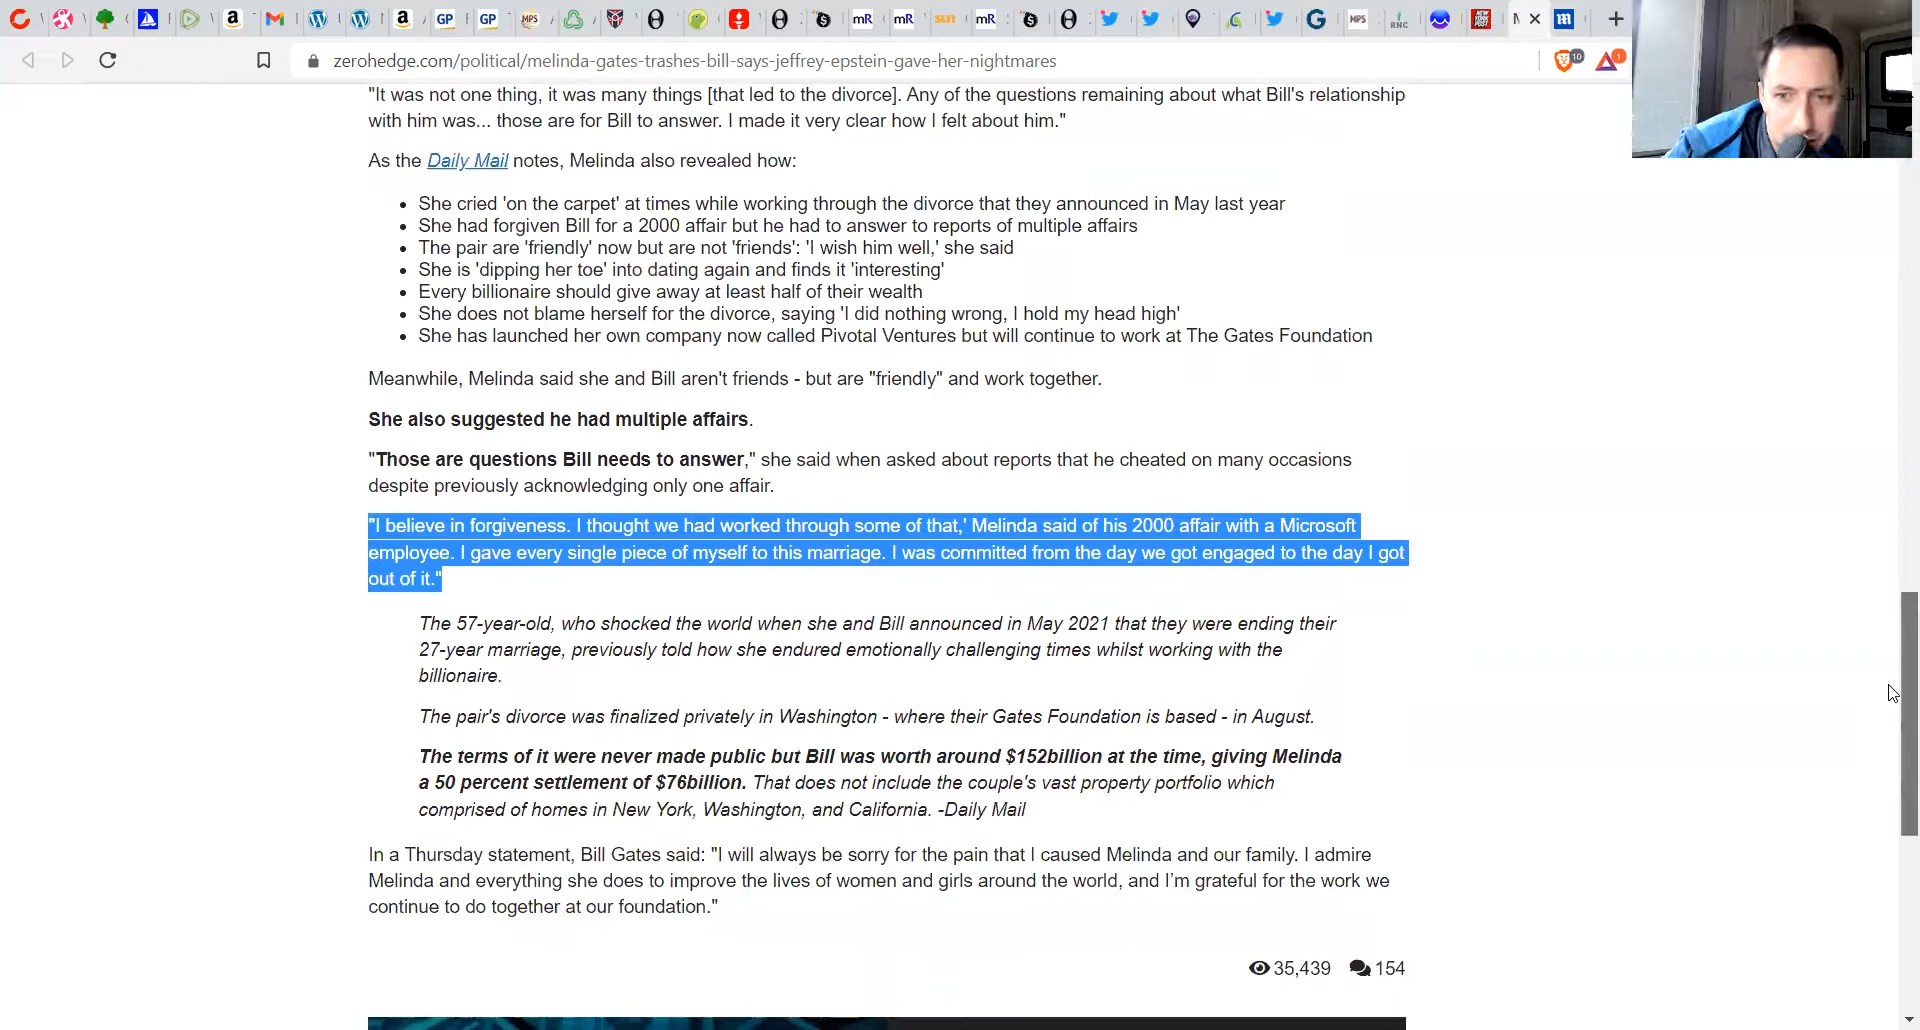 zerohedge.com/political/melinda-gates-trashes-bill-says-jeffrey-epstein-gave-her-nightmares
"It was not one thing, it was many things [that led to the divorce]. Any of the questions remaining about what Bill's relationship
with him was... those are for Bill to answer. I made it very clear how I felt about him."
As the Daily Mail notes, Melinda also revealed how:
• She cried 'on the carpet' at times while working through the divorce that they announced in May last year
• She had forgiven Bill for a 2000 affair but he had to answer to reports of multiple affairs
• The pair are 'friendly' now but are not 'friends': 'I wish him well,' she said
• She is 'dipping her toe' into dating again and finds it 'interesting'
• Every billionaire should give away at least half of their wealth
• She does not blame herself for the divorce, saying 'I did nothing wrong, I hold my head high'
• She has launched her own company now called Pivotal Ventures but will continue to work at The Gates Foundation
Meanwhile, Melinda said she and Bill aren't friends - but are "friendly" and work together.
She also suggested he had multiple affairs.
"Those are questions Bill needs to answer," she said when asked about reports that he cheated on many occasions
despite previously acknowledging only one affair.
"I believe in forgiveness. I thought we had worked through some of that,' Melinda said of his 2000 affair with a Microsoft
employee. I gave every single piece of myself to this marriage. I was committed from the day we got engaged to the day I got
out of it."
The 57-year-old, who shocked the world when she and Bill announced in May 2021 that they were ending their
27-year marriage, previously told how she endured emotionally challenging times whilst working with the
billionaire.
The pair's divorce was finalized privately in Washington - where their Gates Foundation is based - in August.
The terms of it were never made public but Bill was worth around $152billion at the time, giving Melinda
a 50 percent settlement of $76billion. That does not include the couple's vast property portfolio which
comprised of homes in New York, Washington, and California. -Daily Mail
In a Thursday statement, Bill Gates said: "I will always be sorry for the pain that I caused Melinda and our family. I admire
Melinda and everything she does to improve the lives of women and girls around the world, and I'm grateful for the work we
continue to do together at our foundation."
35,439 154